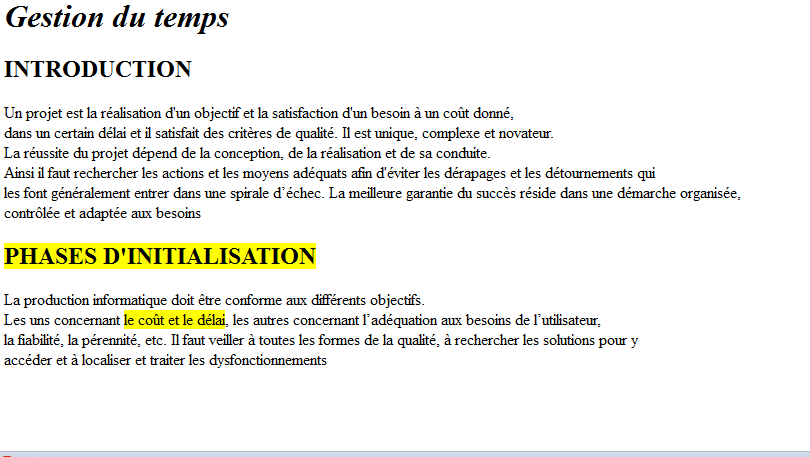 Gestion du temps
INTRODUCTION
Un projet est la réalisation d'un objectif et la satisfaction d'un besoin à un coût donné,
dans un certain délai et il satisfait des critères de qualité. Il est unique, complexe et novateur.
La réussite du projet dépend de la conception, de la réalisation et de sa conduite.
Ainsi il faut rechercher les actions et les moyens adéquats afin d'éviter les dérapages et les détournements qui
les font généralement entrer dans une spirale d’échec. La meilleure garantie du succès réside dans une démarche organisée,
contrôlée et adaptée aux besoins
PHASES D'INITIALISATION
La production informatique doit être conforme aux différents objectifs.
Les uns concernant le coût et le délai, les autres concernant l’adéquation aux besoins de l’utilisateur,
la fiabilité, la pérennité, etc. Il faut veiller à toutes les formes de la qualité, à rechercher les solutions pour y
accéder et à localiser et traiter les dysfonctionnements